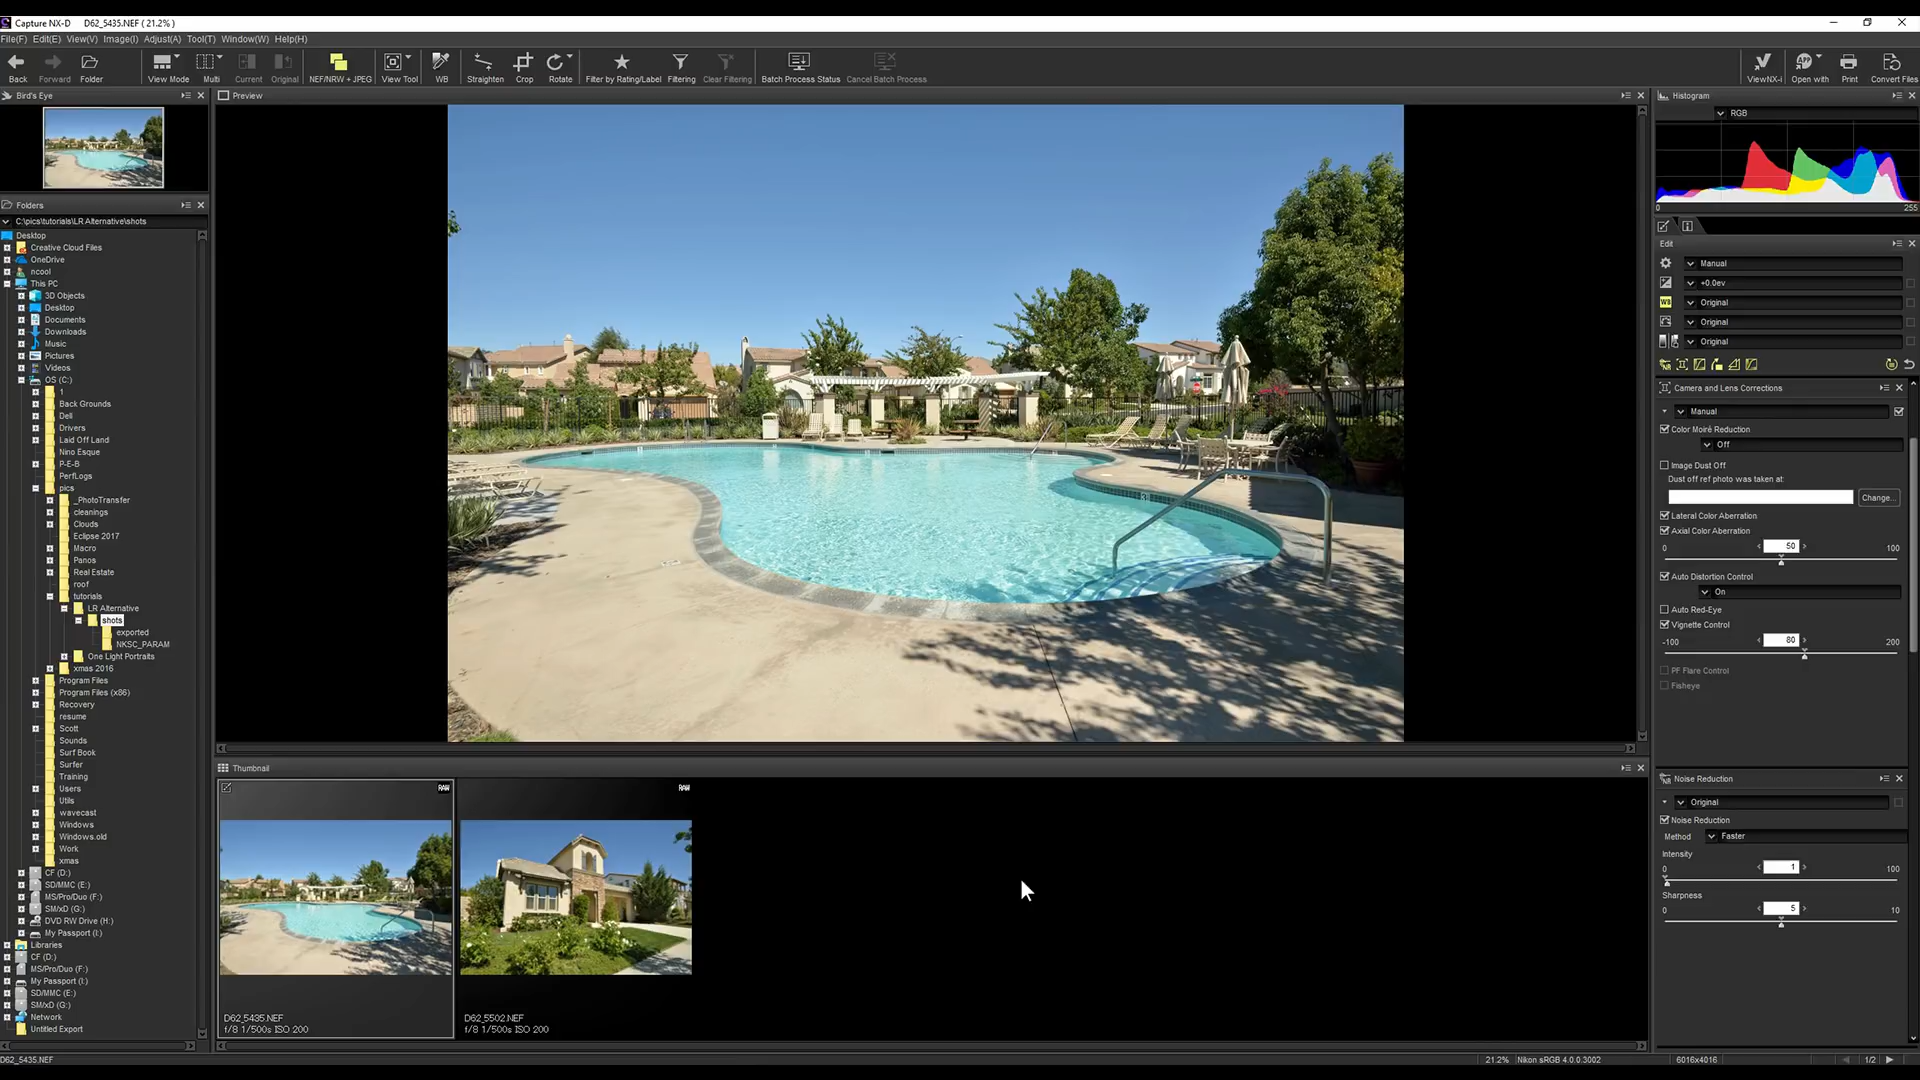 Capture NX-D    D62_5435.NEF ( 21.2% )
File(F) Edit(E) View(V) Image(I) Adjust(A) Tool(T) Window(W) Help(H)
Back Forward Folder View Mode Multi Current Original NEF/NRW + JPEG View Tool WB Straighten Crop Rotate Filter by Rating/Label Filtering Clear Filtering Batch Process Status Cancel Batch Process ViewNX-i Open with Print Convert Files
Bird's Eye
Folders
C:\pics\tutorials\LR Alternative\shots
Desktop
Creative Cloud Files
OneDrive
ncool
This PC
3D Objects
Desktop
Documents
Downloads
Music
Pictures
Videos
OS (C:)
1
Back Grounds
Dell
Drivers
Laid Off Land
Nino Esque
P-E-B
PerfLogs
pics
_PhotoTransfer
cleanings
Clouds
Eclipse 2017
Macro
Panos
Real Estate
roof
tutorials
LR Alternative
shots
exported
NKSC_PARAM
One Light Portraits
xmas 2016
Program Files
Program Files (x86)
Recovery
resume
Scott
Sounds
Surf Book
Surfer
Training
Users
Utils
wavecast
Windows
Windows.old
Work
xmas
CF (D:)
SD/MMC (E:)
MS/Pro/Duo (F:)
SM/xD (G:)
DVD RW Drive (H:)
My Passport (I:)
Libraries
CF (D:)
MS/Pro/Duo (F:)
My Passport (I:)
SD/MMC (E:)
SM/xD (G:)
Network
Untitled Export
Preview
Thumbnail
RAW
D62_5435.NEF
f/8 1/500s ISO 200
RAW
D62_5502.NEF
f/8 1/500s ISO 200
Histogram
RGB
0 255
Edit
Manual
+0.0ev
WB Original
Original
Original
Camera and Lens Corrections
Manual
Color Moiré Reduction
Off
Image Dust Off
Dust off ref photo was taken at:
Change...
Lateral Color Aberration
Axial Color Aberration
0 50 100
Auto Distortion Control
On
Auto Red-Eye
Vignette Control
-100 80 200
PF Flare Control
Fisheye
NR Noise Reduction
Original
Noise Reduction
Method Faster
Intensity
0 1 100
Sharpness
0 5 10
D62_5435.NEF 21.2% Nikon sRGB 4.0.0.3002 6016x4016 1/2